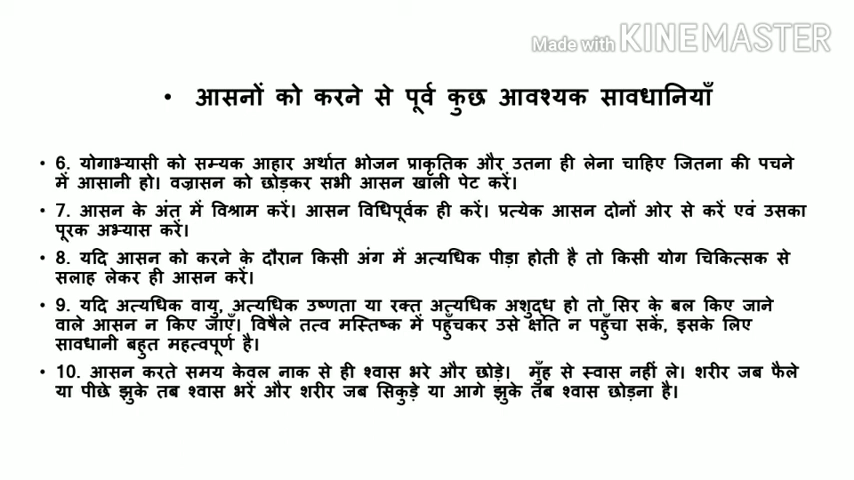 Made with KINEMASTER
• आसनों को करने से पूर्व कुछ आवश्यक सावधानियाँ
• 6. योगाभ्यासी को सम्यक आहार अर्थात भोजन प्राकृतिक और उतना ही लेना चाहिए जितना की पचने
में आसानी हो। वज्रासन को छोड़कर सभी आसन खाली पेट करें।
• 7. आसन के अंत में विश्राम करें। आसन विधिपूर्वक ही करें। प्रत्येक आसन दोनों ओर से करें एवं उसका
पूरक अभ्यास करें।
• 8. यदि आसन को करने के दौरान किसी अंग में अत्यधिक पीड़ा होती है तो किसी योग चिकित्सक से
सलाह लेकर ही आसन करें।
• 9. यदि अत्यधिक वायु, अत्यधिक उष्णता या रक्त अत्यधिक अशुद्ध हो तो सिर के बल किए जाने
वाले आसन न किए जाएँ। विषैले तत्व मस्तिष्क में पहुँचकर उसे क्षति न पहुँचा सकें, इसके लिए
सावधानी बहुत महत्वपूर्ण है।
• 10. आसन करते समय केवल नाक से ही श्वास भरे और छोड़े। मुँह से स्वास नहीं ले। शरीर जब फैले
या पीछे झुके तब श्वास भरें और शरीर जब सिकुड़े या आगे झुके तब श्वास छोड़ना है।